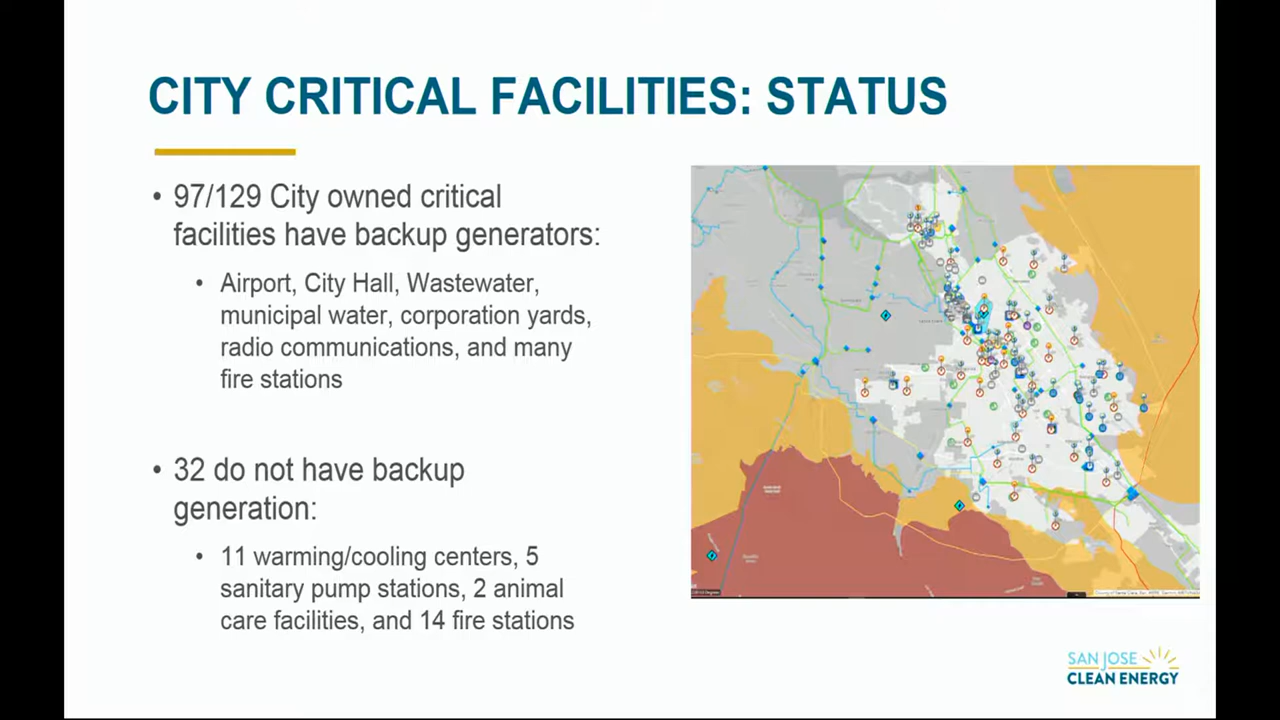 CITY CRITICAL FACILITIES: STATUS
• 97/129 City owned critical
facilities have backup generators:
• Airport, City Hall, Wastewater,
municipal water, corporation yards,
radio communications, and many
fire stations
• 32 do not have backup
generation:
• 11 warming/cooling centers, 5
sanitary pump stations, 2 animal
care facilities, and 14 fire stations
SAN JOSE
CLEAN ENERGY